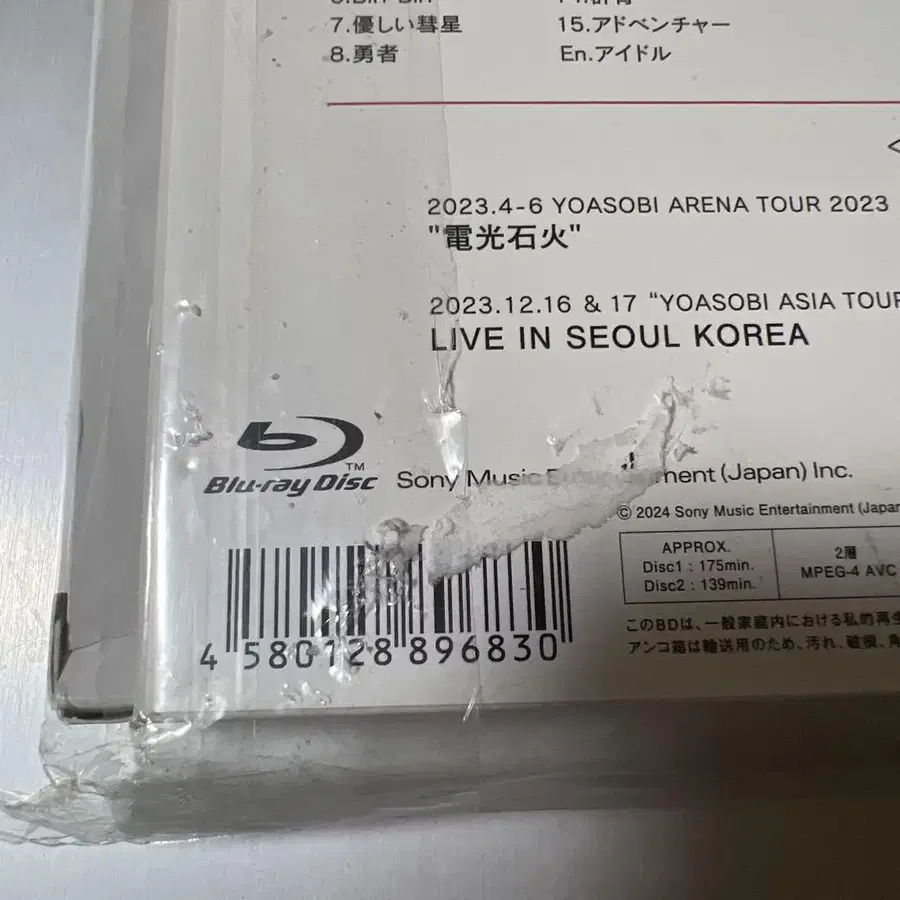 7.優しい彗星
8.勇者
15.アドベンチャー
En.アイドル
2023.4-6 YOASOBI ARENA TOUR 2023
"電光石火"
2023.12.16 & 17 "YOASOBI ASIA TOUR
LIVE IN SEOUL KOREA
Blu-ray Disc TM
Sony Music (Japan) Inc.
© 2024 Sony Music Entertainment (Japan
APPROX.
Disc1 : 175min.
Disc2 : 139min.
2層
MPEG-4 AVC
このBDは、一般家庭内における私的再生
アンコ箱は輸送用のため、汚れ、破損、角
4 580128 896830